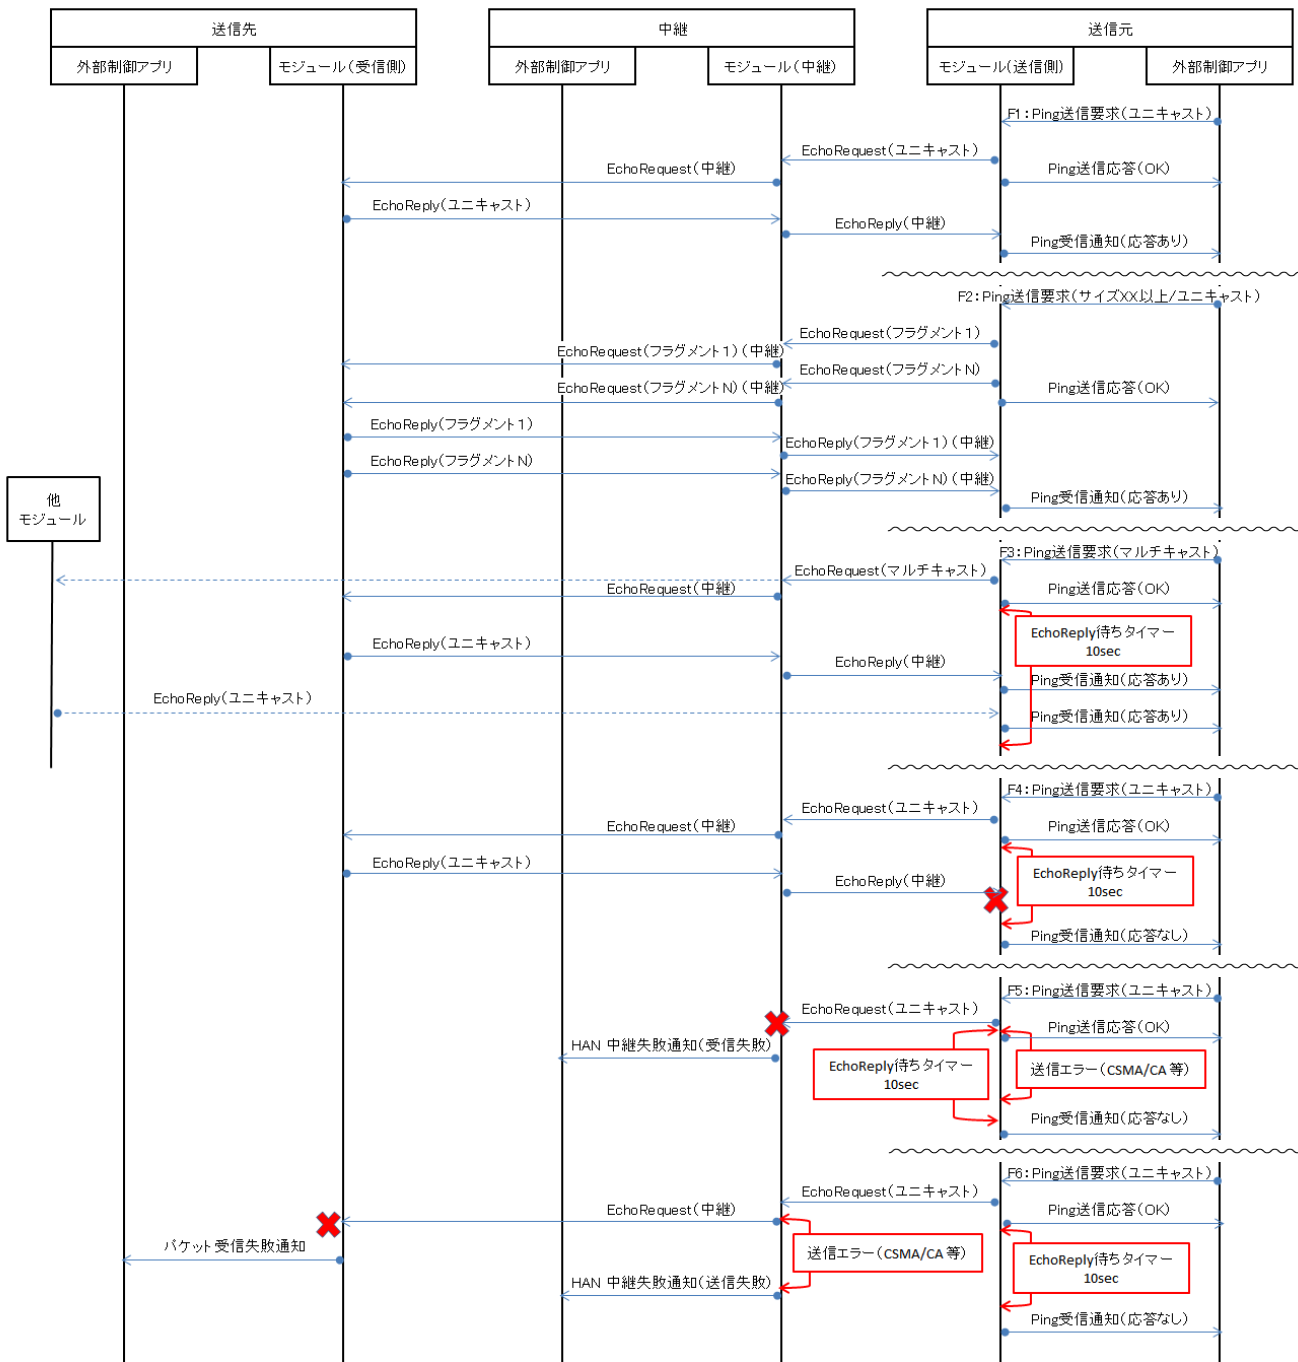 送信先
中継
送信元
外部制御アプリ
モジュール(受信側)
外部制御アプリ
モジュール(中継)
モジュール(送信側)
外部制御アプリ
F1:Ping送信要求(ユニキャスト)
EchoRequest(ユニキャスト)
EchoRequest(中継)
Ping送信応答(OK)
EchoReply(ユニキャスト)
EchoReply(中継)
Ping受信通知(応答あり)
F2:Ping送信要求(サイズXX以上/ユニキャスト)
EchoRequest(フラグメント1)
EchoRequest(フラグメント1)(中継)
EchoRequest(フラグメントN)
EchoRequest(フラグメントN)(中継)
Ping送信応答(OK)
EchoReply(フラグメント1)
EchoReply(フラグメント1)(中継)
EchoReply(フラグメントN)
EchoReply(フラグメントN)(中継)
Ping受信通知(応答あり)
他
モジュール
F3:Ping送信要求(マルチキャスト)
EchoRequest(マルチキャスト)
EchoRequest(中継)
Ping送信応答(OK)
EchoReply待ちタイマー
10sec
EchoReply(ユニキャスト)
EchoReply(中継)
Ping受信通知(応答あり)
EchoReply(ユニキャスト)
Ping受信通知(応答あり)
F4:Ping送信要求(ユニキャスト)
EchoRequest(ユニキャスト)
EchoRequest(中継)
Ping送信応答(OK)
EchoReply(ユニキャスト)
EchoReply(中継)
EchoReply待ちタイマー
10sec
Ping受信通知(応答なし)
F5:Ping送信要求(ユニキャスト)
EchoRequest(ユニキャスト)
Ping送信応答(OK)
HAN 中継失敗通知(受信失敗)
EchoReply待ちタイマー
10sec
送信エラー(CSMA/CA 等)
Ping受信通知(応答なし)
F6:Ping送信要求(ユニキャスト)
EchoRequest(ユニキャスト)
EchoRequest(中継)
Ping送信応答(OK)
パケット受信失敗通知
送信エラー(CSMA/CA 等)
EchoReply待ちタイマー
10sec
HAN 中継失敗通知(送信失敗)
Ping受信通知(応答なし)